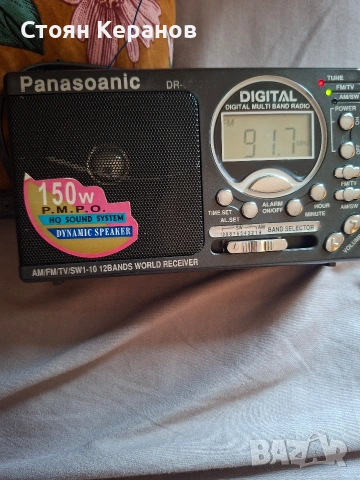 Стоян Керанов
Panasoanic
DR-
TUNE
FM/TV
AM/SW
POWER
ON
OFF
DIGITAL
DIGITAL MULTI BAND RADIO
FM
91.7
150W
P.M.P.O.
HQ SOUND SYSTEM
DYNAMIC SPEAKER
TIME.SET
AL.SET
ALARM
ON/OFF
HOUR
MINUTE
FM/TV
AM/SW
BAND SELECTOR
AM/FM/TV/SW1-10 12BANDS WORLD RECEIVER
BAZAR